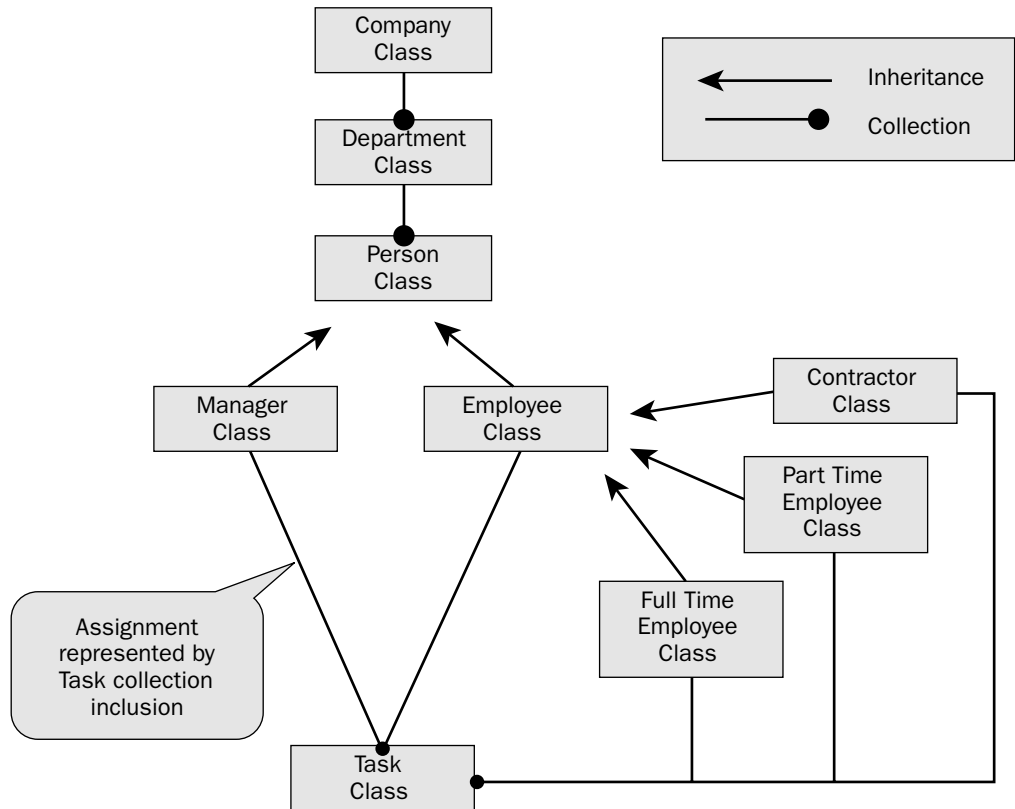 Company
Class
Inheritance
Collection
Department
Class
Person
Class
Manager
Class
Employee
Class
Contractor
Class
Part Time
Employee
Class
Full Time
Employee
Class
Assignment
represented by
Task collection
inclusion
Task
Class